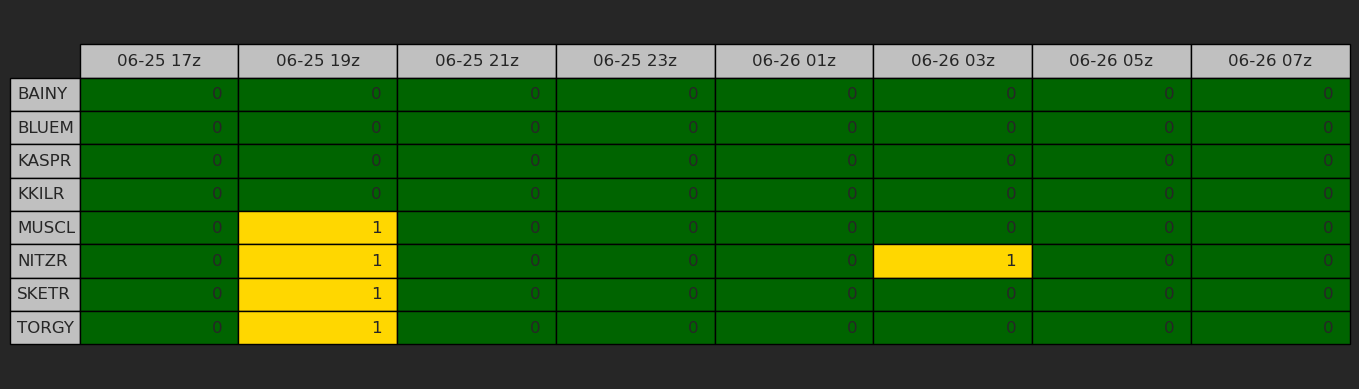 06-25 17z 06-25 19z 06-25 21z 06-25 23z 06-26 01z 06-26 03z 06-26 05z 06-26 07z
BAINY 0 0 0 0 0 0 0 0
BLUEM 0 0 0 0 0 0 0 0
KASPR 0 0 0 0 0 0 0 0
KKILR 0 0 0 0 0 0 0 0
MUSCL 0 1 0 0 0 0 0 0
NITZR 0 1 0 0 0 1 0 0
SKETR 0 1 0 0 0 0 0 0
TORGY 0 1 0 0 0 0 0 0